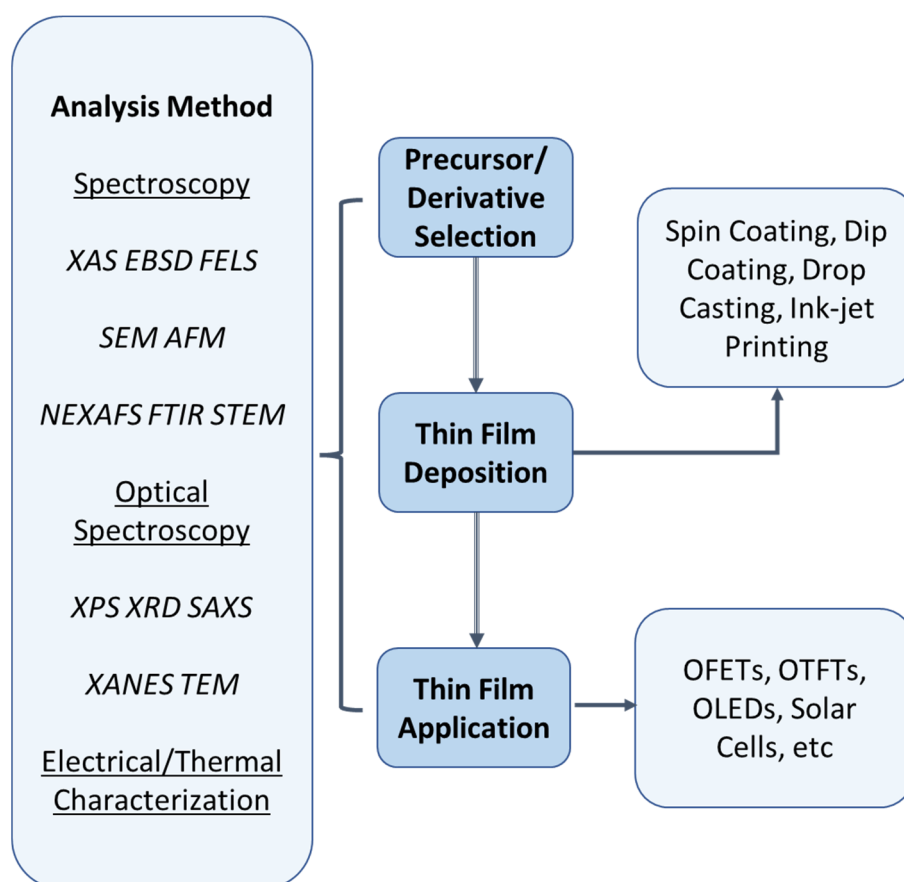 Analysis Method
Spectroscopy
XAS EBSD FELS
SEM AFM
NEXAFS FTIR STEM
Optical
Spectroscopy
XPS XRD SAXS
XANES TEM
Electrical/Thermal
Characterization
Precursor/
Derivative
Selection
Thin Film
Deposition
Thin Film
Application
Spin Coating, Dip
Coating, Drop
Casting, Ink-jet
Printing
OFETs, OTFTs,
OLEDs, Solar
Cells, etc